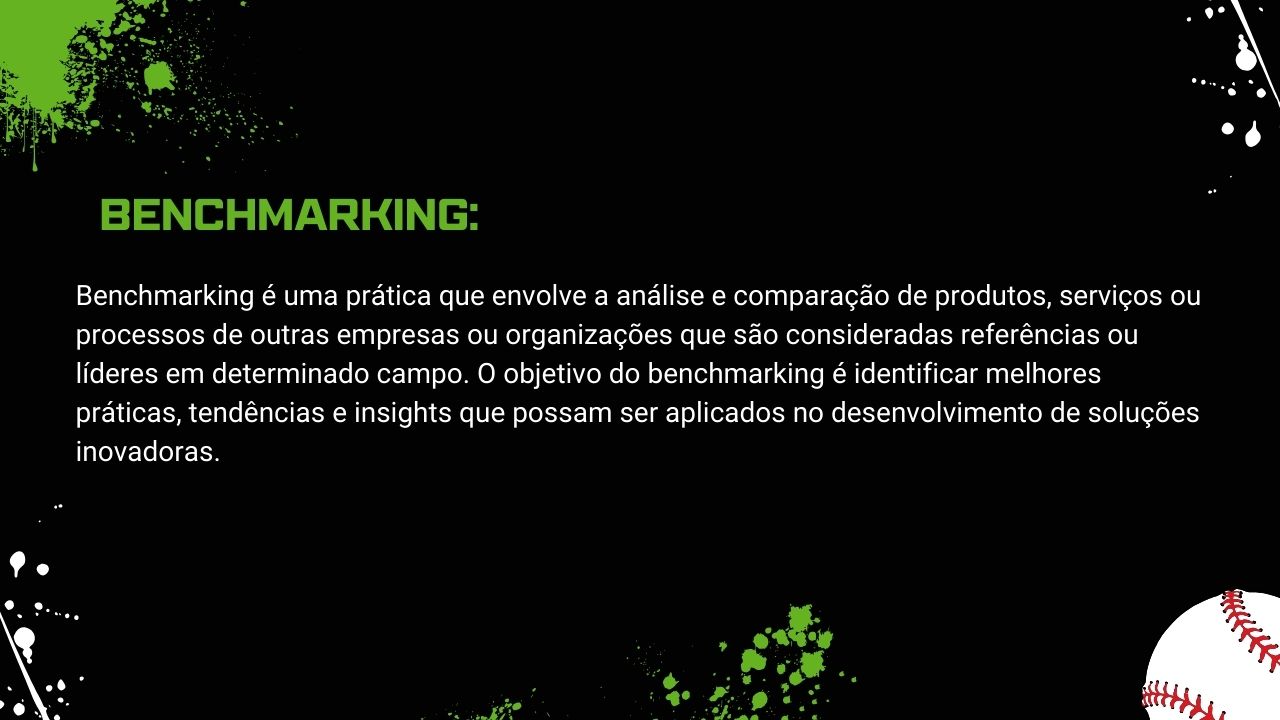 BENCHMARKING:
Benchmarking é uma prática que envolve a análise e comparação de produtos, serviços ou
processos de outras empresas ou organizações que são consideradas referências ou
líderes em determinado campo. O objetivo do benchmarking é identificar melhores
práticas, tendências e insights que possam ser aplicados no desenvolvimento de soluções
inovadoras.